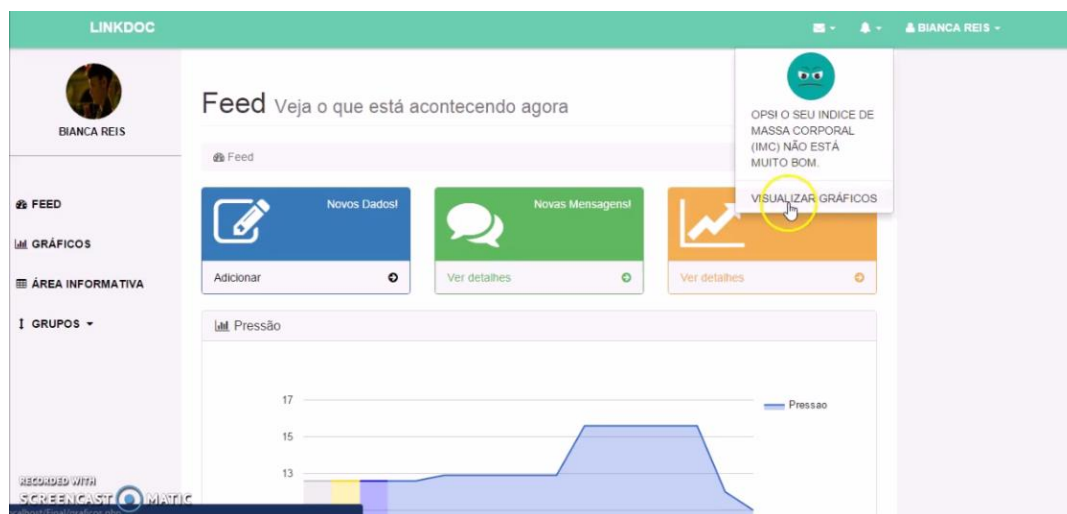 LINKDOC
BIANCA REIS
BIANCA REIS
FEED
GRÁFICOS
ÁREA INFORMATIVA
GRUPOS
Feed Veja o que está acontecendo agora
Feed
OPS! O SEU INDICE DE
MASSA CORPORAL
(IMC) NÃO ESTÁ
MUITO BOM.
VISUALIZAR GRÁFICOS
Novos Dados!
Adicionar
Novas Mensagens!
Ver detalhes
Ver detalhes
Pressão
17
15
13
Pressao
RECORDED WITH
SCREENCAST MATIC